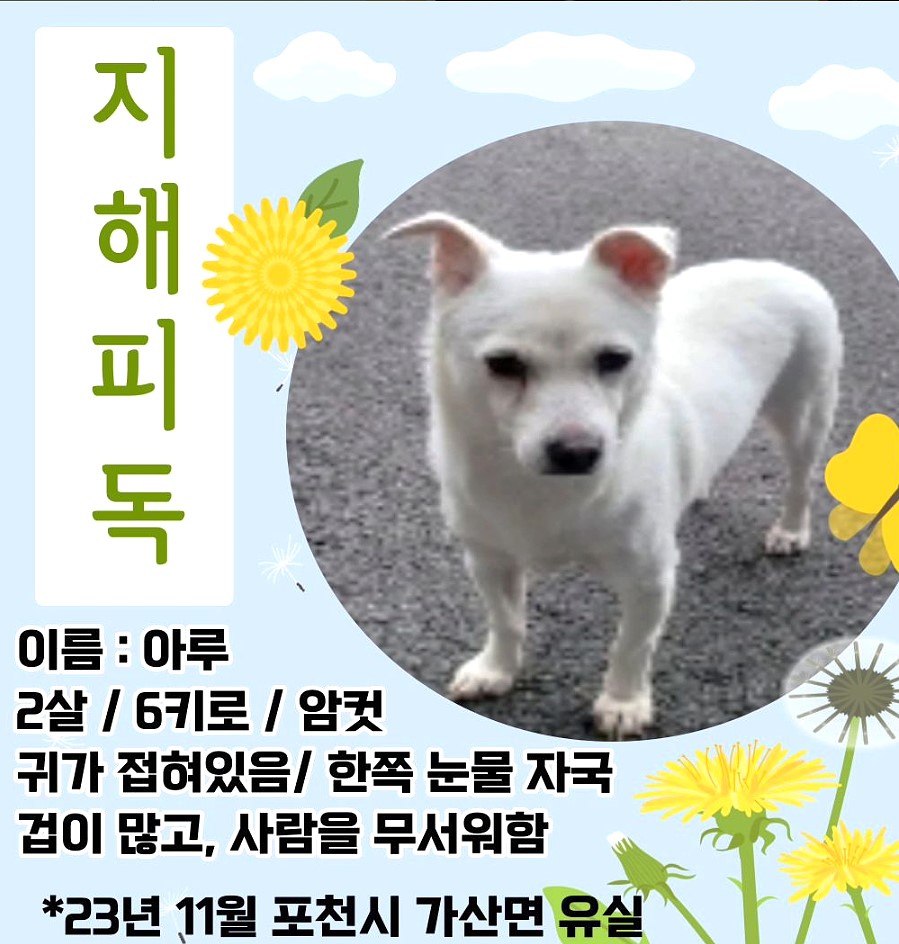 지해피독
이름 : 아루
2살 / 6키로 / 암컷
귀가 접혀있음/ 한쪽 눈물 자국
겁이 많고, 사람을 무서워함
*23년 11월 포천시 가산면 유실